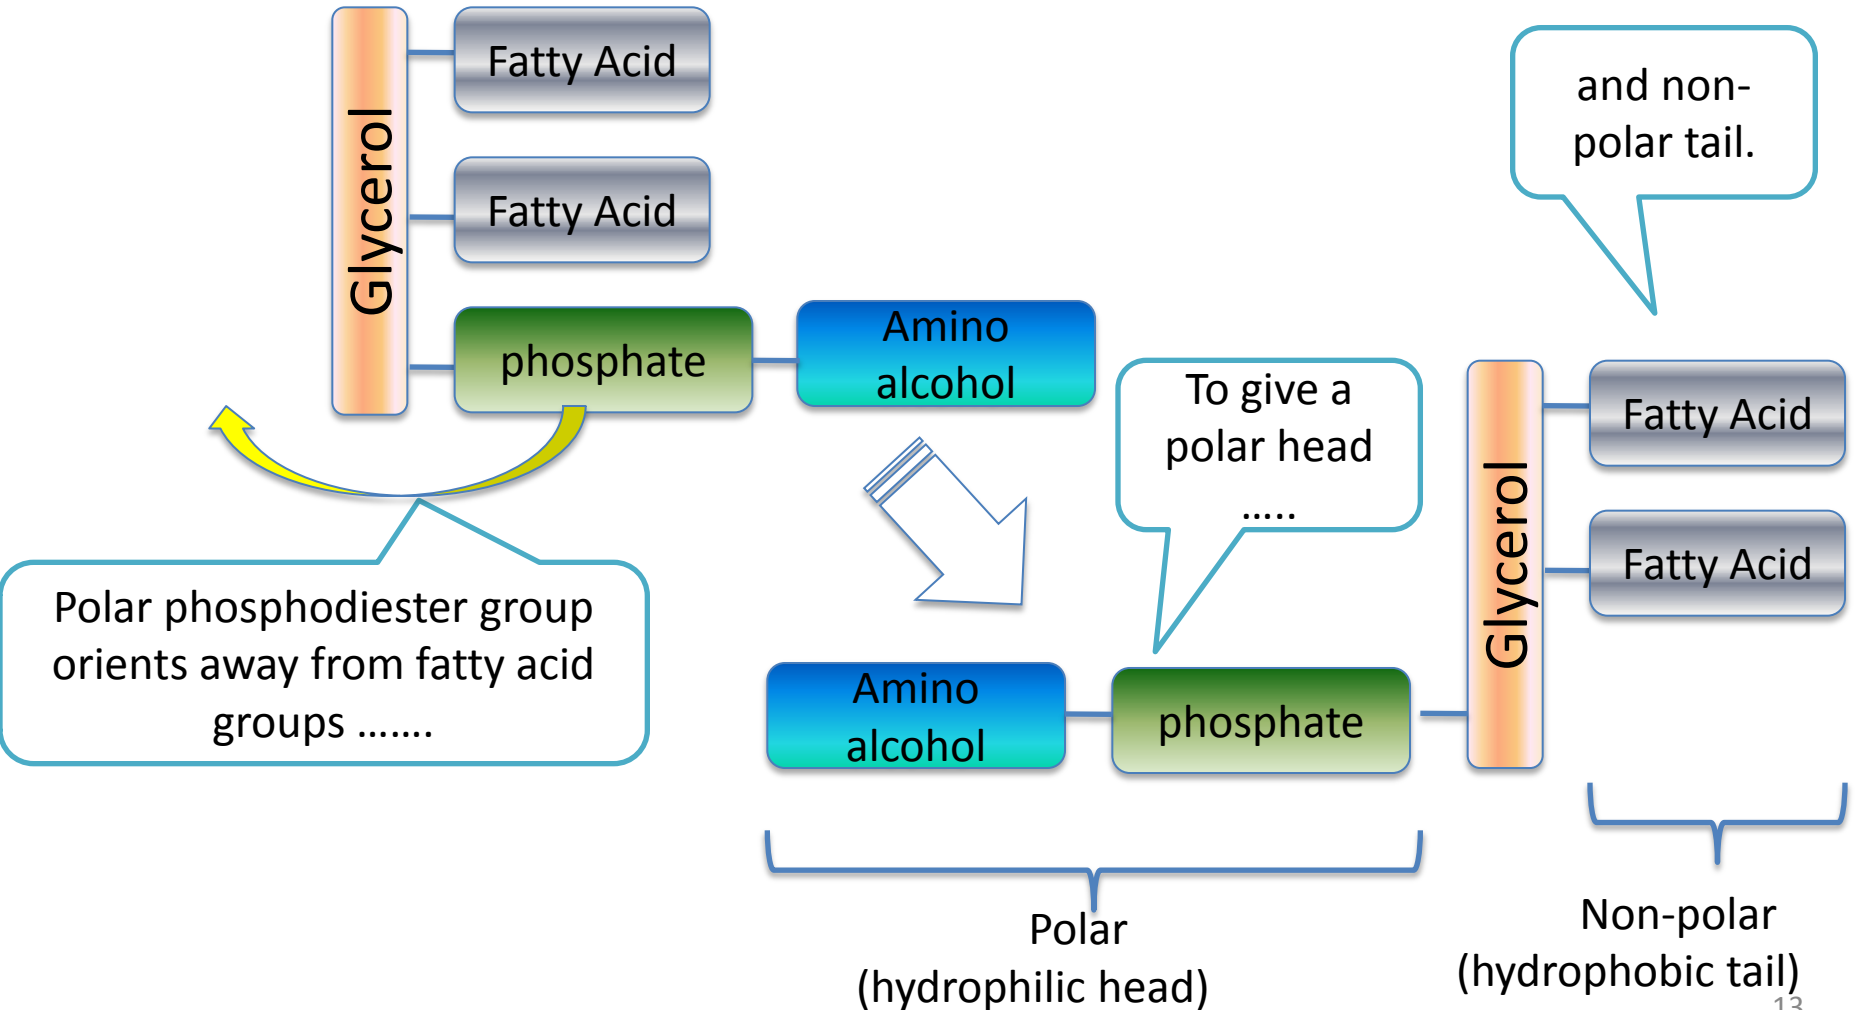 Glycerol
Fatty Acid
Fatty Acid
phosphate
Amino
alcohol
Polar phosphodiester group
orients away from fatty acid
groups …….
To give a
polar head
…..
and non-
polar tail.
Amino
alcohol
phosphate
Glycerol
Fatty Acid
Fatty Acid
Polar
(hydrophilic head)
Non-polar
(hydrophobic tail)
13